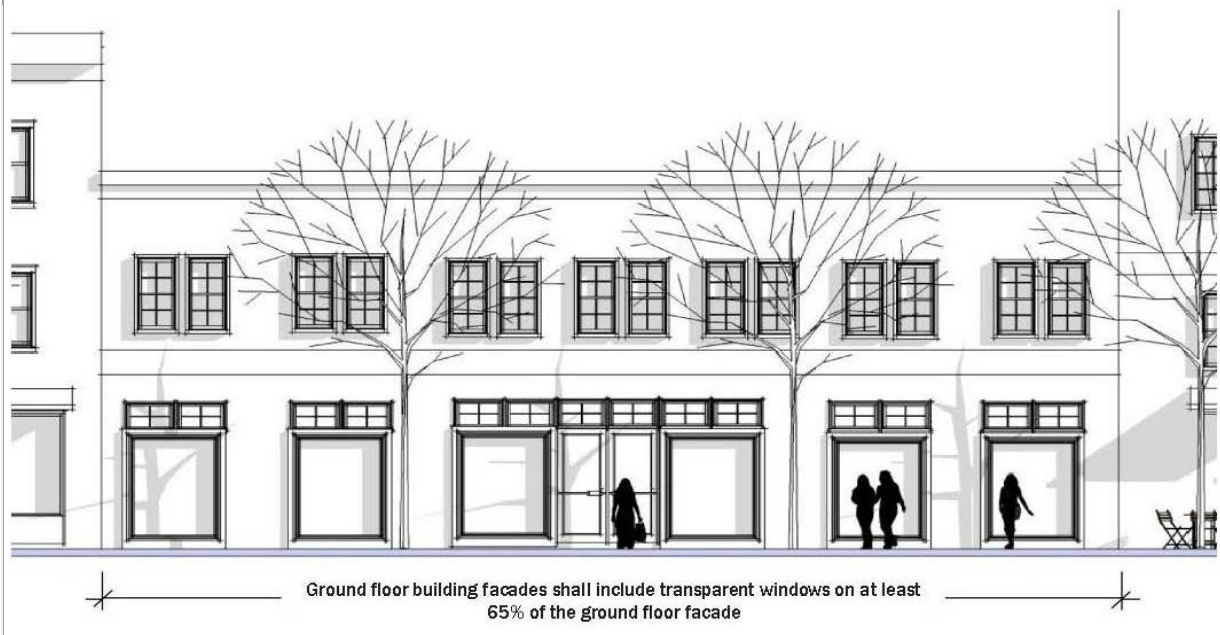 Ground floor building facades shall include transparent windows on at least
65% of the ground floor facade